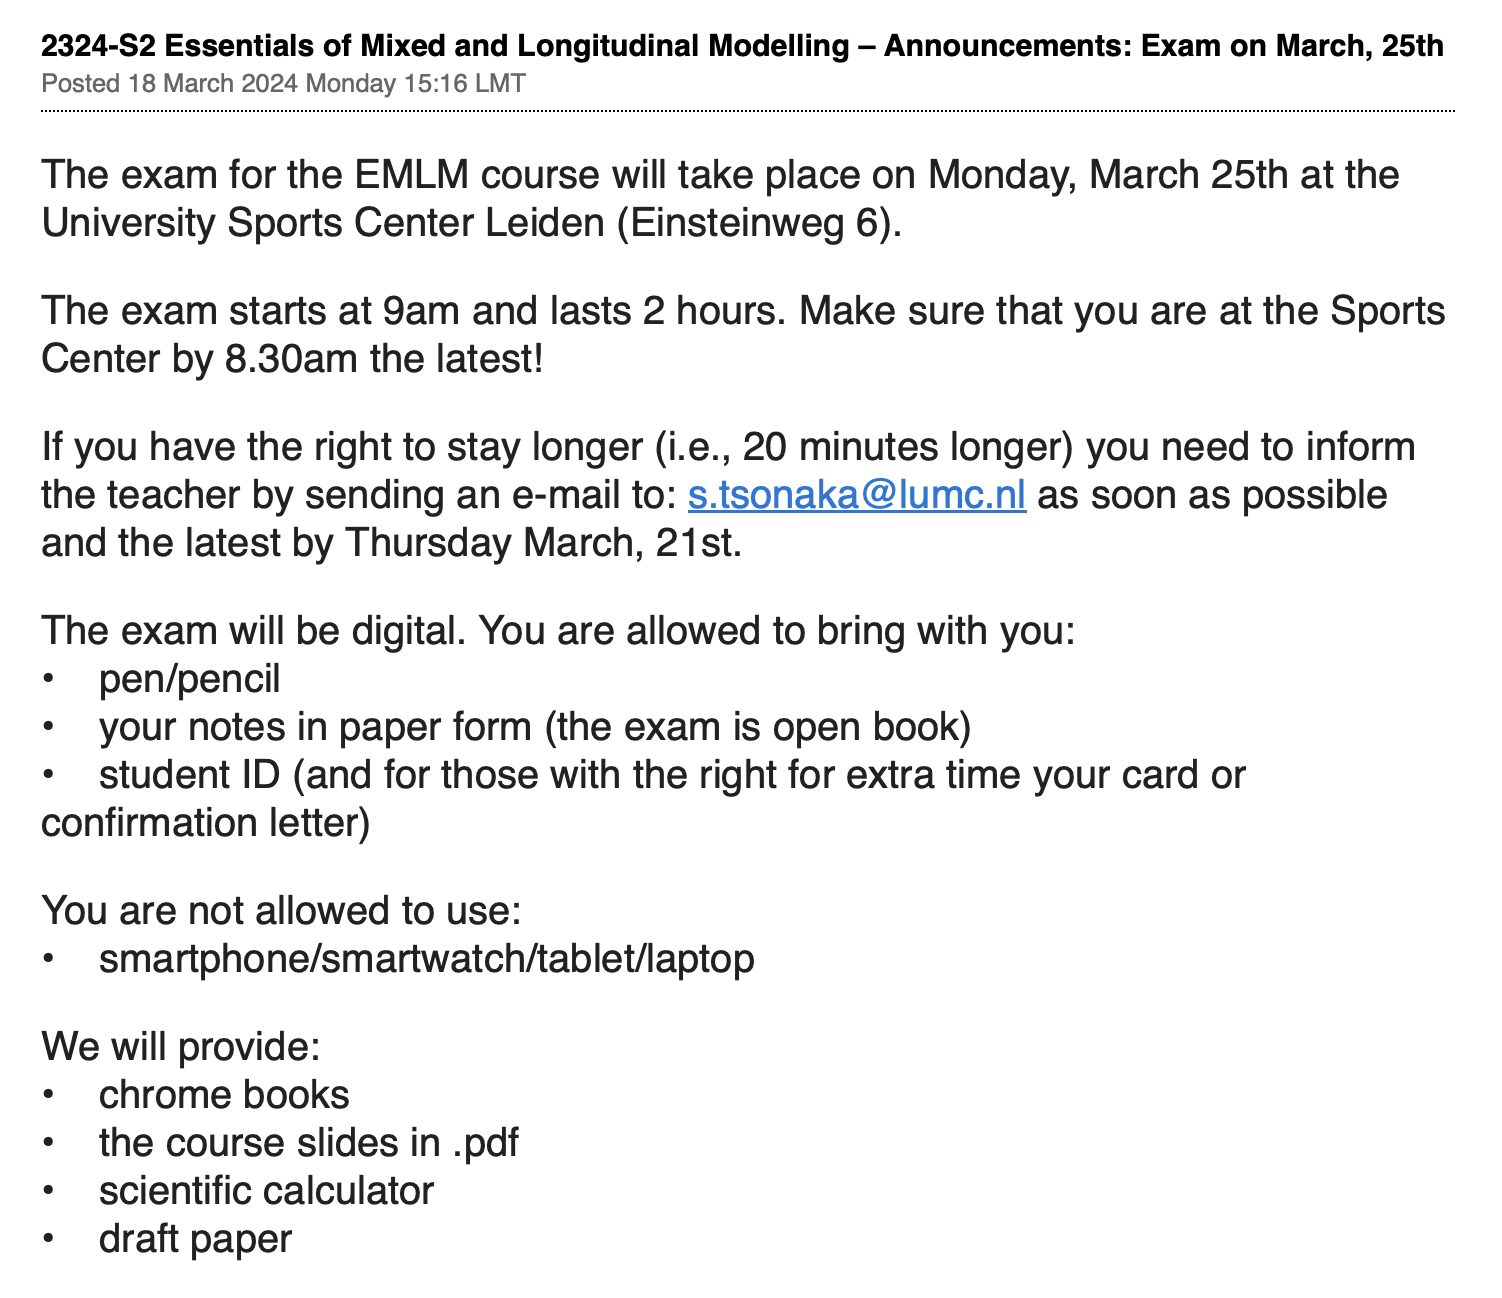 2324-S2 Essentials of Mixed and Longitudinal Modelling – Announcements: Exam on March, 25th
Posted 18 March 2024 Monday 15:16 LMT
The exam for the EMLM course will take place on Monday, March 25th at the
University Sports Center Leiden (Einsteinweg 6).
The exam starts at 9am and lasts 2 hours. Make sure that you are at the Sports
Center by 8.30am the latest!
If you have the right to stay longer (i.e., 20 minutes longer) you need to inform
the teacher by sending an e-mail to: s.tsonaka@lumc.nl as soon as possible
and the latest by Thursday March, 21st.
The exam will be digital. You are allowed to bring with you:
• pen/pencil
• your notes in paper form (the exam is open book)
• student ID (and for those with the right for extra time your card or
confirmation letter)
You are not allowed to use:
• smartphone/smartwatch/tablet/laptop
We will provide:
• chrome books
• the course slides in .pdf
• scientific calculator
• draft paper